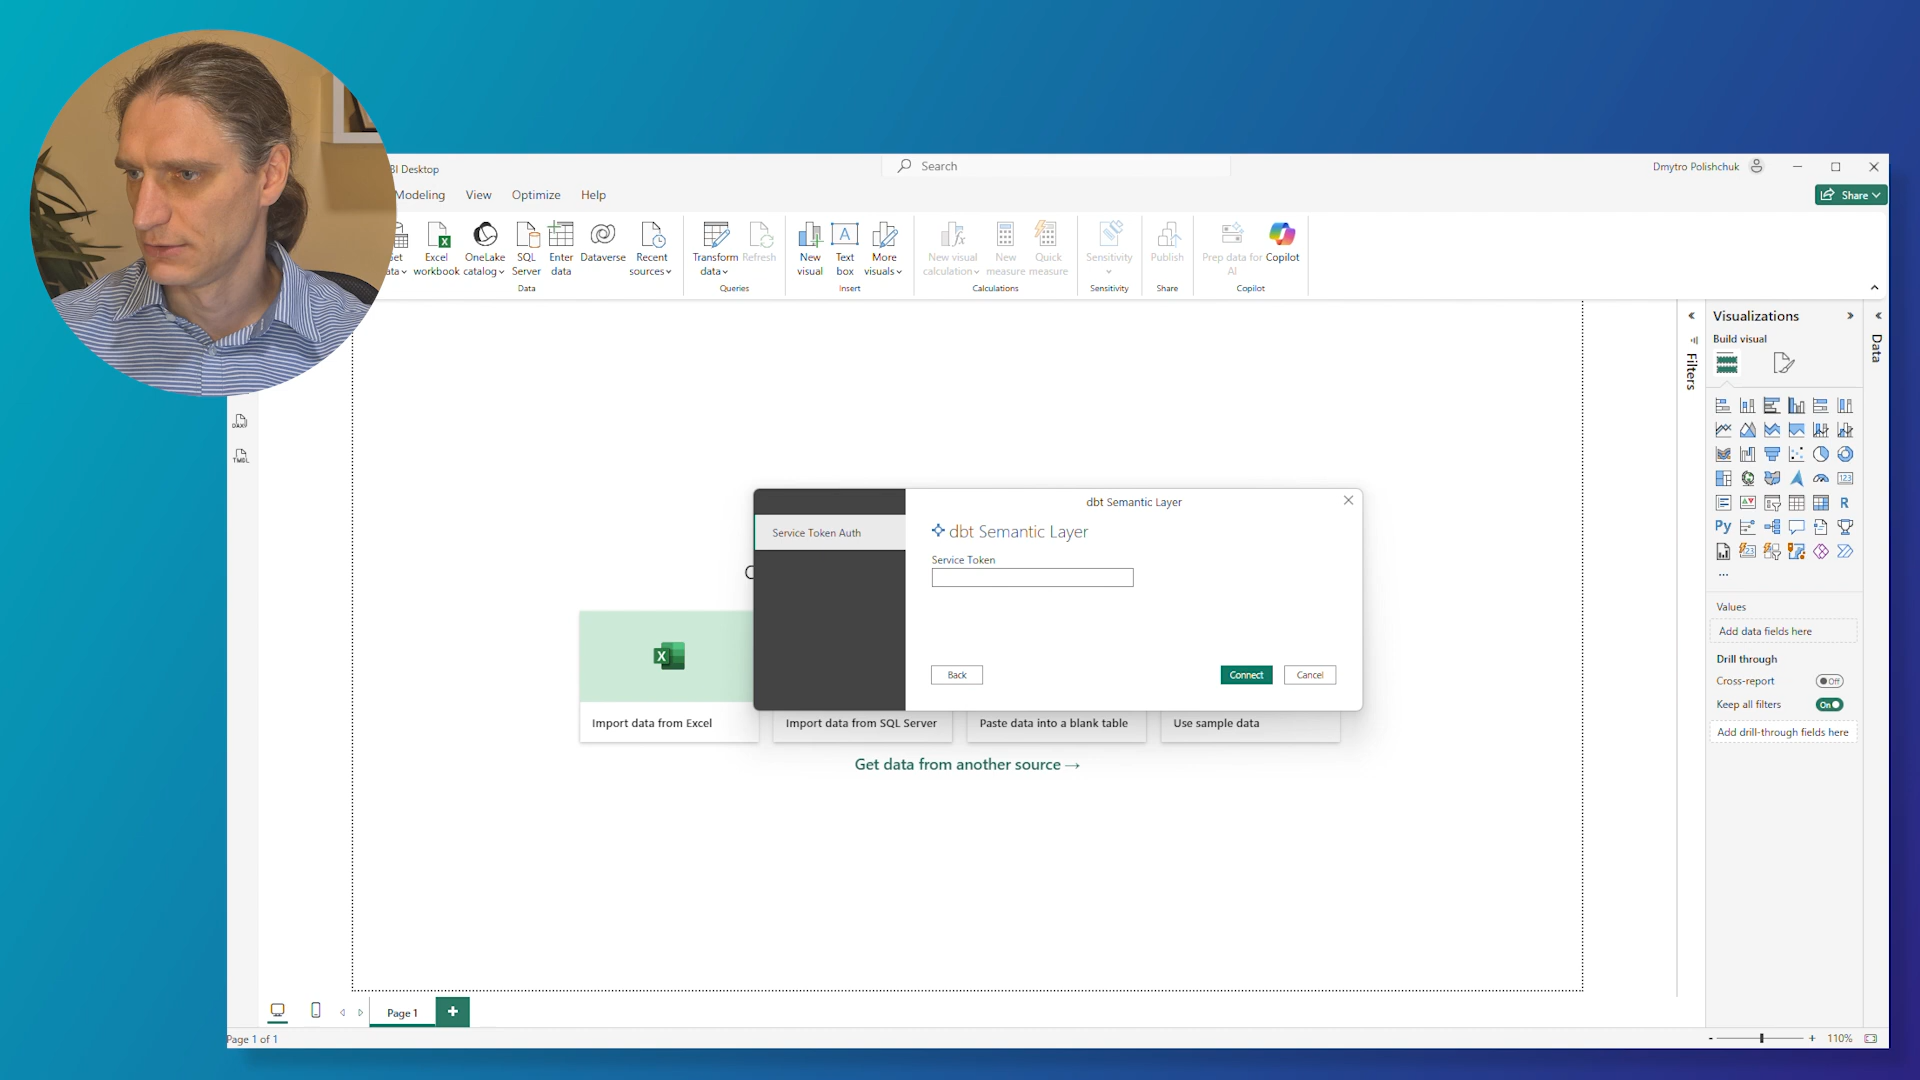 BI Desktop
Search
Dmytro Polishchuk
Modeling
View
Optimize
Help
Share
Excel workbook
OneLake catalog
SQL Server
Enter data
Dataverse
Recent sources
Data
Transform data
Refresh
Queries
New visual
Text box
More visuals
Insert
New visual calculation
New measure
Quick measure
Calculations
Sensitivity
Sensitivity
Publish
Share
Prep data for AI
Copilot
Copilot
Visualizations
Build visual
Filters
Data
DAX
TMDL
dbt Semantic Layer
Service Token Auth
dbt Semantic Layer
Service Token
Back
Connect
Cancel
Import data from Excel
Import data from SQL Server
Paste data into a blank table
Use sample data
Get data from another source →
123
R
Py
...
Values
Add data fields here
Drill through
Cross-report
Off
Keep all filters
On
Add drill-through fields here
Page 1
Page 1 of 1
- + 110%